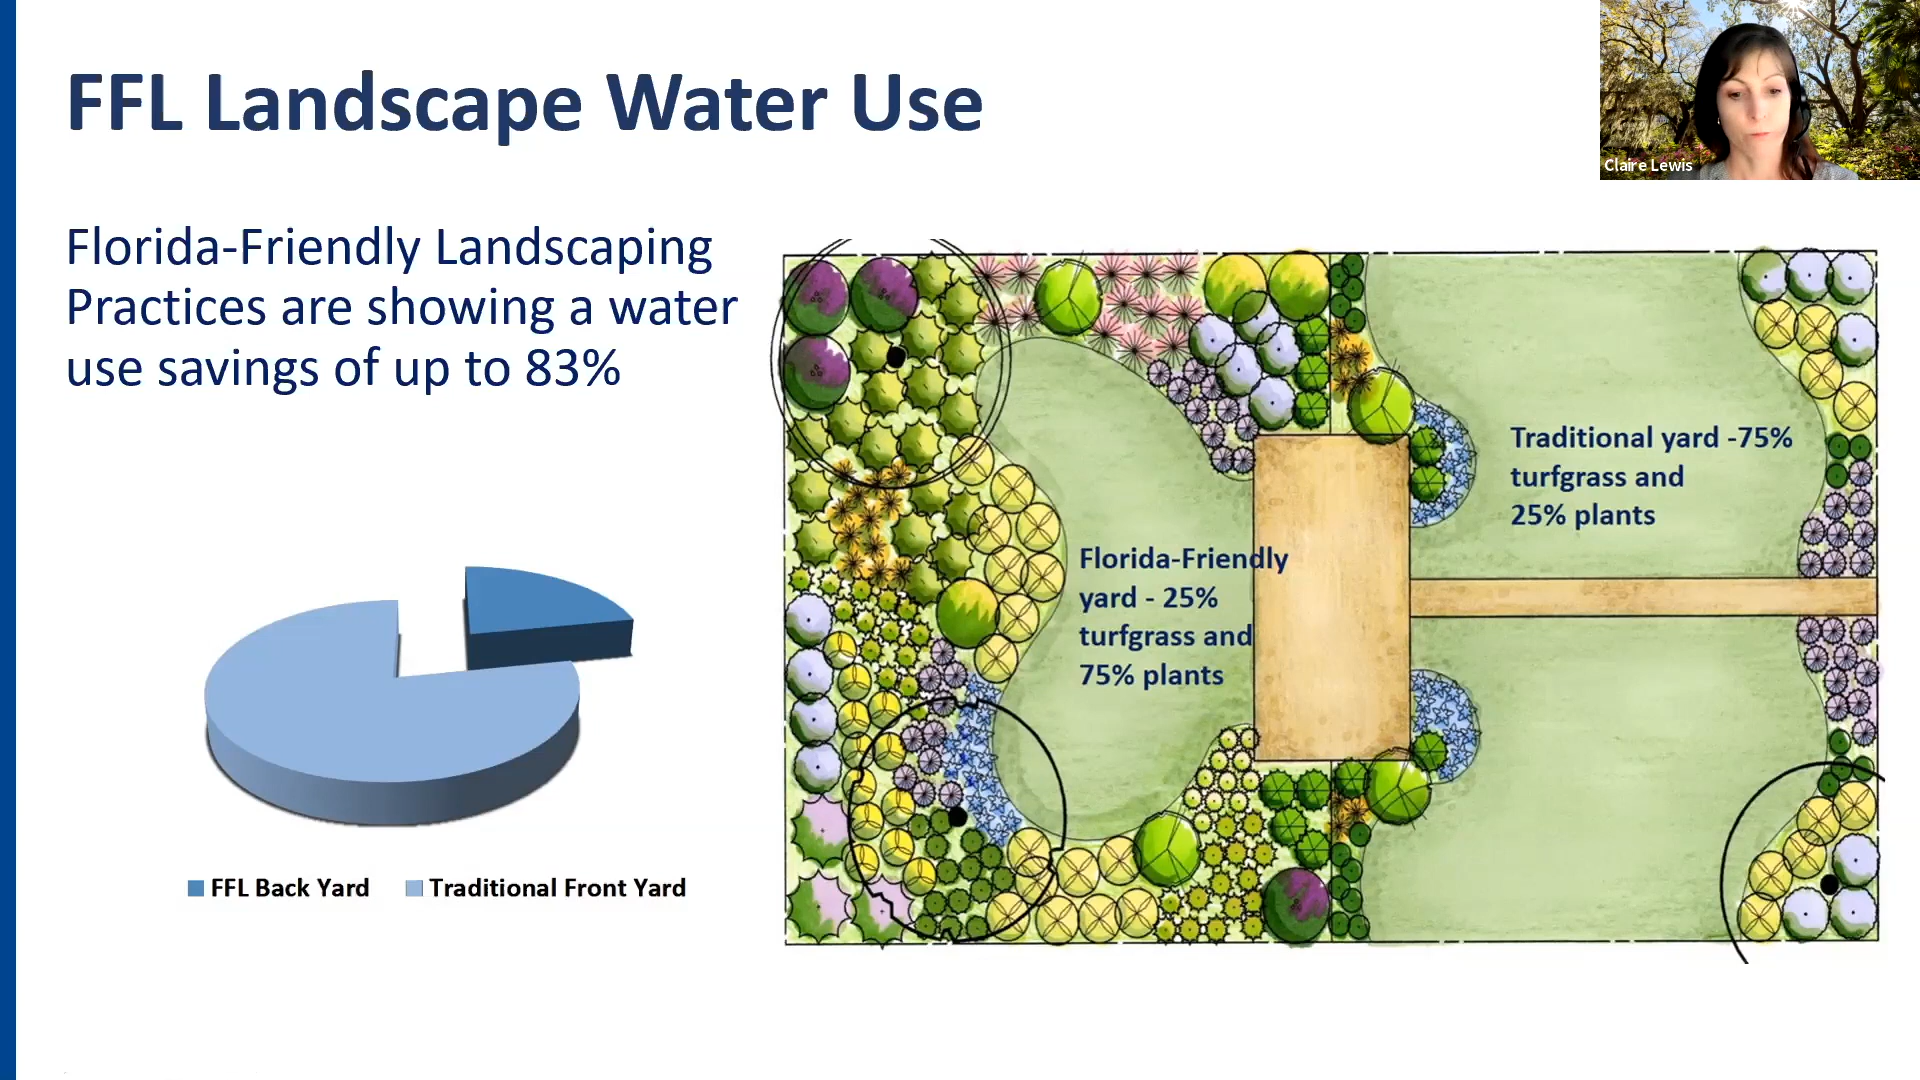 FFL Landscape Water Use
Claire Lewis
Florida-Friendly Landscaping
Practices are showing a water
use savings of up to 83%
Traditional yard -75%
turfgrass and
25% plants
Florida-Friendly
yard - 25%
turfgrass and
75% plants
FFL Back Yard
Traditional Front Yard